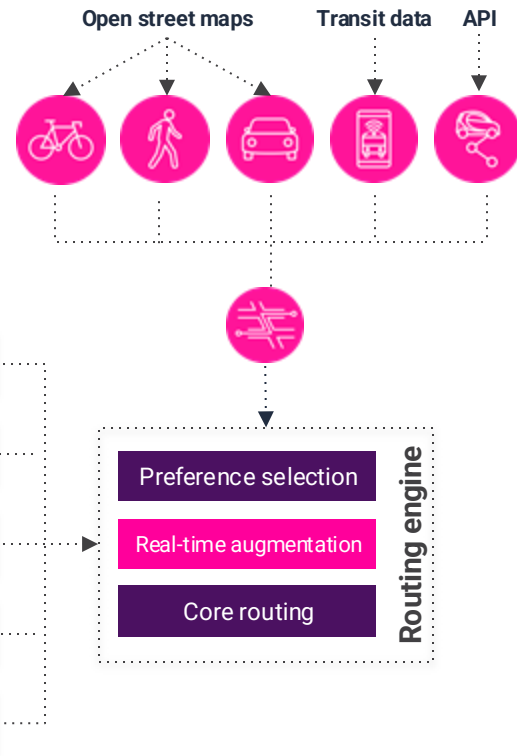 Open street maps
Transit data
API
Preference selection
Real-time augmentation
Core routing
Routing engine